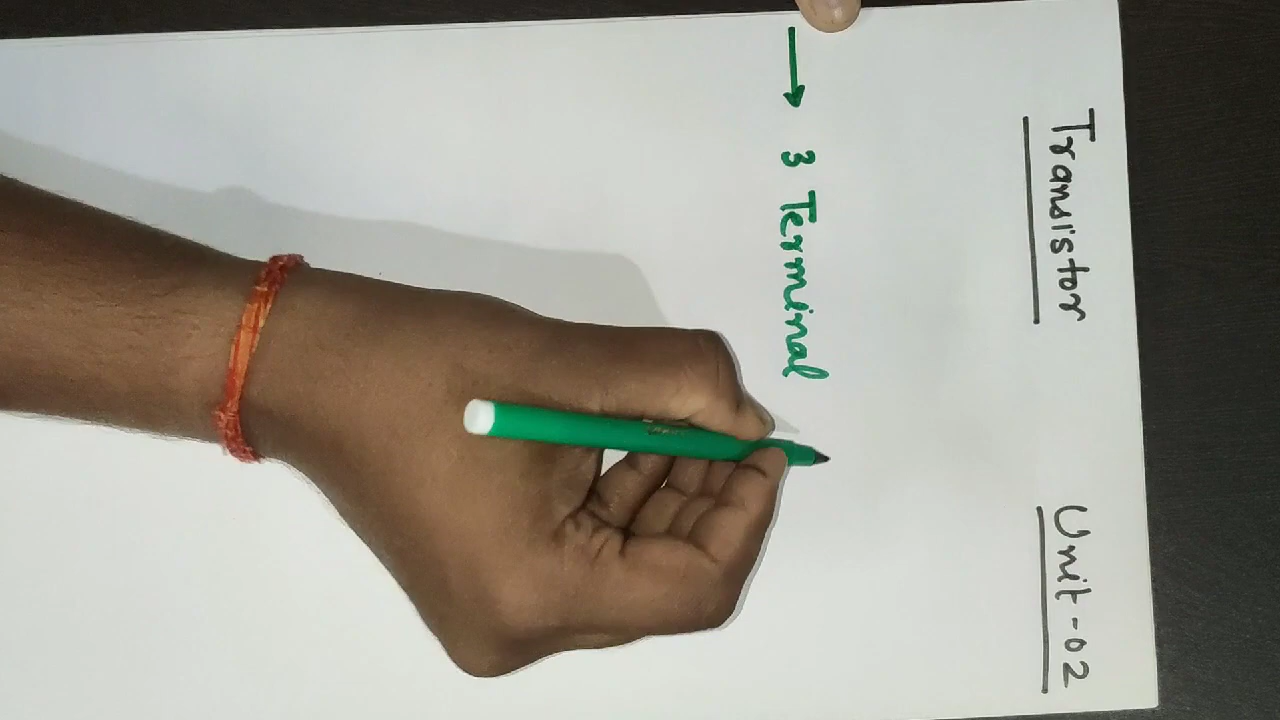 Transistor Unit-02
→ 3 Terminal